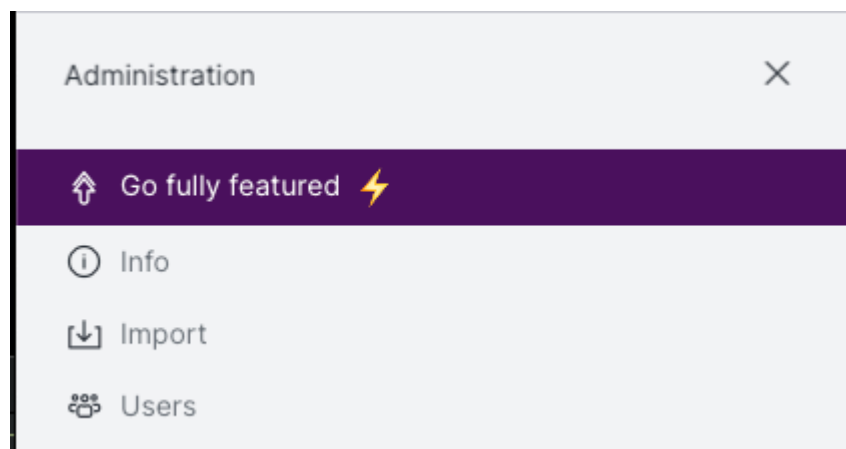 Administration
Go fully featured ⚡
Info
Import
Users